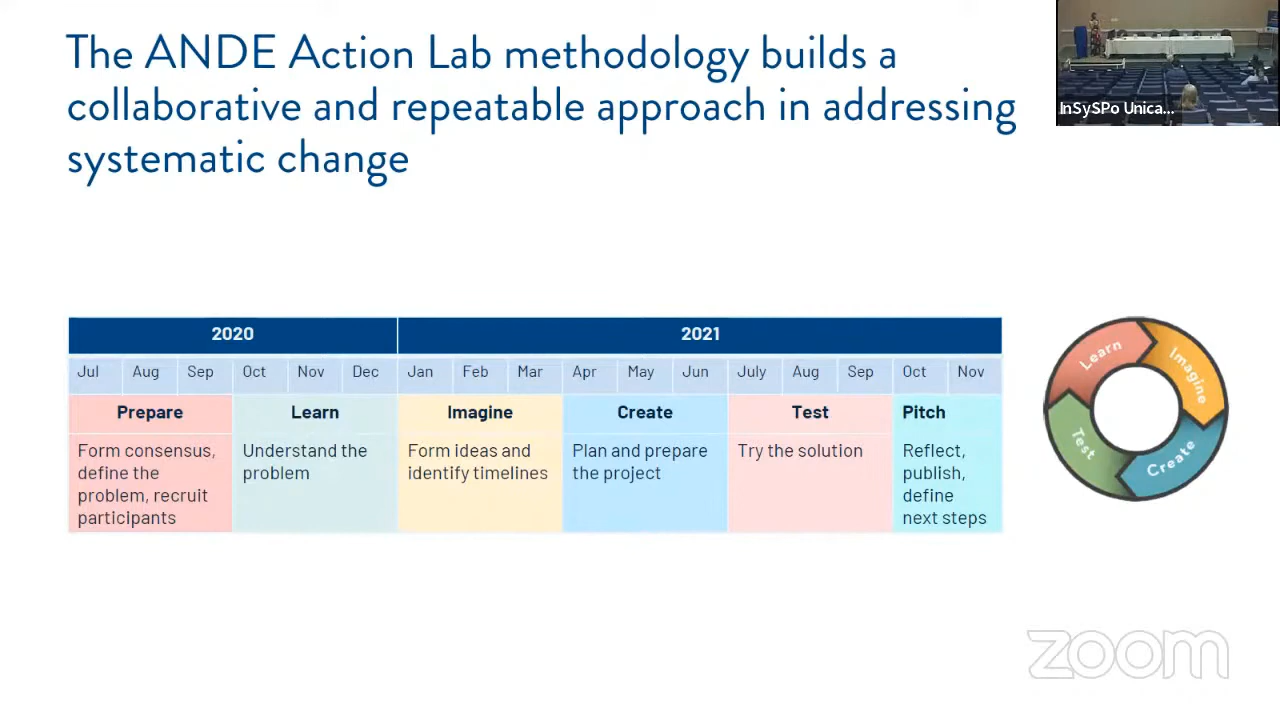 The ANDE Action Lab methodology builds a
collaborative and repeatable approach in addressing
systematic change
InSySPo Unica...
2020 2021
Jul Aug Sep Oct Nov Dec Jan Feb Mar Apr May Jun July Aug Sep Oct Nov
Prepare Learn Imagine Create Test Pitch
Form consensus,
define the
problem, recruit
participants
Understand the
problem
Form ideas and
identify timelines
Plan and prepare
the project
Try the solution
Reflect,
publish,
define
next steps
Learn
Imagine
Create
Test
zoom